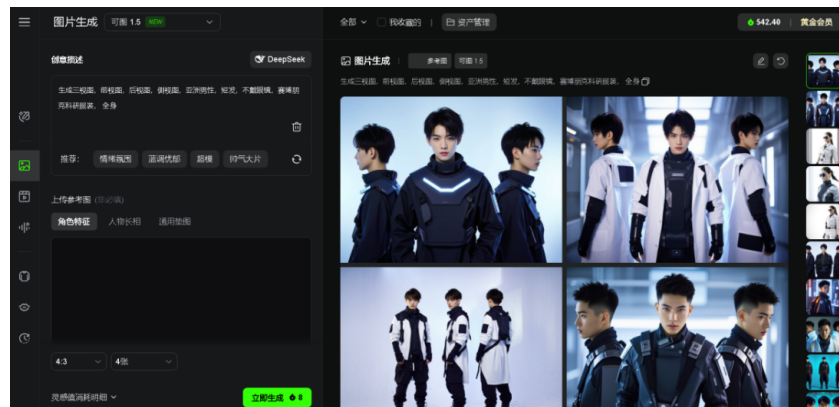 图片生成 可图 1.5 NEW
全部 我收藏的 资产管理
542.40 黄金会员
创意描述
DeepSeek
生成三视图, 前视图, 后视图, 侧视图, 亚洲男性, 短发, 不戴眼镜, 赛博朋
克科研服装, 全身
推荐: 情绪氛围 蓝调忧郁 超模 帅气大片
上传参考图 (非必填)
角色特征 人物长相 通用垫图
4:3 4张
灵感值消耗明细
立即生成 8
图片生成 参考图 可图 1.5
生成三视图, 前视图, 后视图, 侧视图, 亚洲男性, 短发, 不戴眼镜, 赛博朋克科研服装, 全身